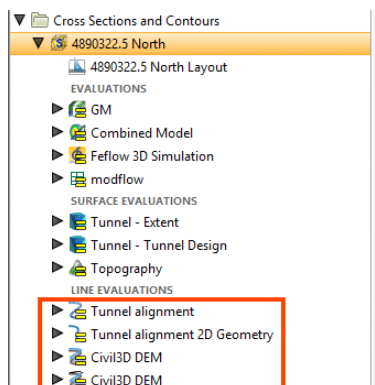 Cross Sections and Contours
4890322.5 North
4890322.5 North Layout
EVALUATIONS
GM
Combined Model
Feflow 3D Simulation
modflow
SURFACE EVALUATIONS
Tunnel - Extent
Tunnel - Tunnel Design
Topography
LINE EVALUATIONS
Tunnel alignment
Tunnel alignment 2D Geometry
Civil3D DEM
Civil3D DEM